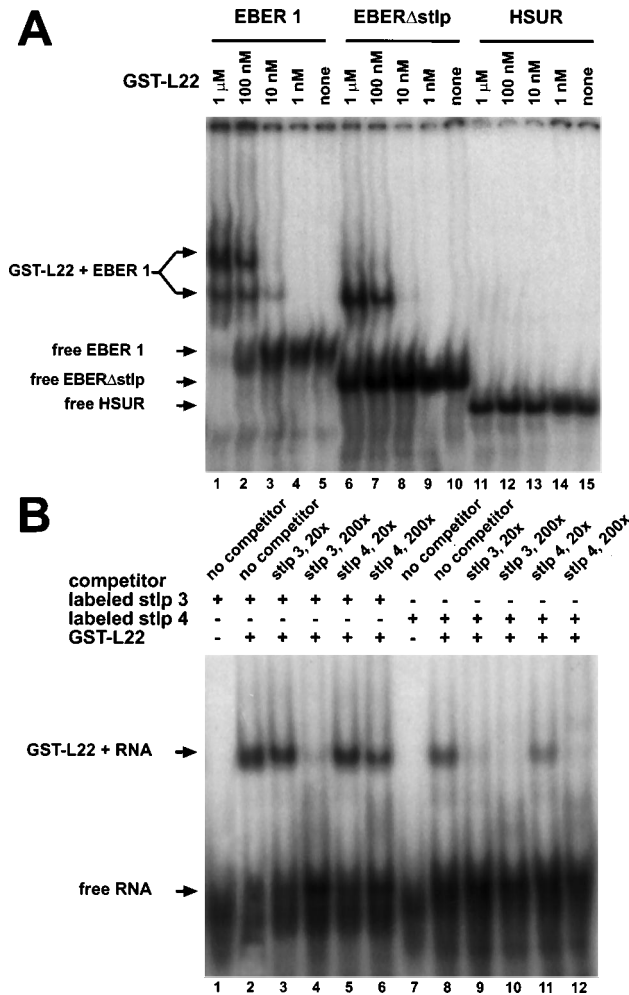 A
EBER 1 EBERΔstlp HSUR
GST-L22 1 μM 100 nM 10 nM 1 nM none 1 μM 100 nM 10 nM 1 nM none 1 μM 100 nM 10 nM 1 nM none
GST-L22 + EBER 1
free EBER 1
free EBERΔstlp
free HSUR
1 2 3 4 5 6 7 8 9 10 11 12 13 14 15
B
no competitor no competitor stlp 3, 20x stlp 3, 200x stlp 4, 20x stlp 4, 200x no competitor no competitor stlp 3, 20x stlp 3, 200x stlp 4, 20x stlp 4, 200x
competitor
labeled stlp 3 + + + + + + - - - - - -
labeled stlp 4 - - - - - - + + + + + +
GST-L22 - + + + + + - + + + + +
GST-L22 + RNA
free RNA
1 2 3 4 5 6 7 8 9 10 11 12